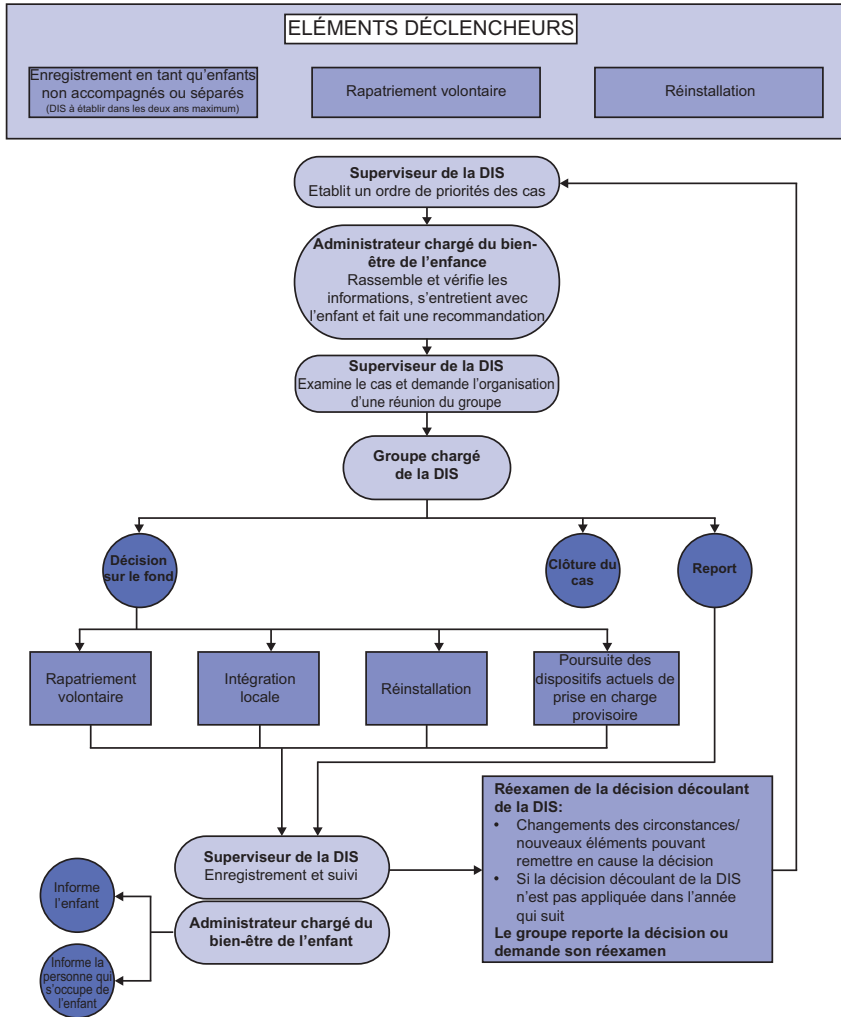 ELÉMENTS DÉCLENCHEURS
Enregistrement en tant qu'enfants
non accompagnés ou séparés
(DIS à établir dans les deux ans maximum)
Rapatriement volontaire
Réinstallation
Superviseur de la DIS
Etablit un ordre de priorités des cas
Administrateur chargé du bien-
être de l'enfance
Rassemble et vérifie les
informations, s'entretient avec
l'enfant et fait une recommandation
Superviseur de la DIS
Examine le cas et demande l'organisation
d'une réunion du groupe
Groupe chargé
de la DIS
Décision
sur le fond
Clôture du
cas
Report
Rapatriement
volontaire
Intégration
locale
Réinstallation
Poursuite des
dispositifs actuels de
prise en charge
provisoire
Réexamen de la décision découlant
de la DIS:
• Changements des circonstances/
nouveaux éléments pouvant
remettre en cause la décision
• Si la décision découlant de la DIS
n'est pas appliquée dans l'année
qui suit
Le groupe reporte la décision ou
demande son réexamen
Superviseur de la DIS
Enregistrement et suivi
Administrateur chargé du
bien-être de l'enfant
Informe
l'enfant
Informe la
personne qui
s'occupe de
l'enfant